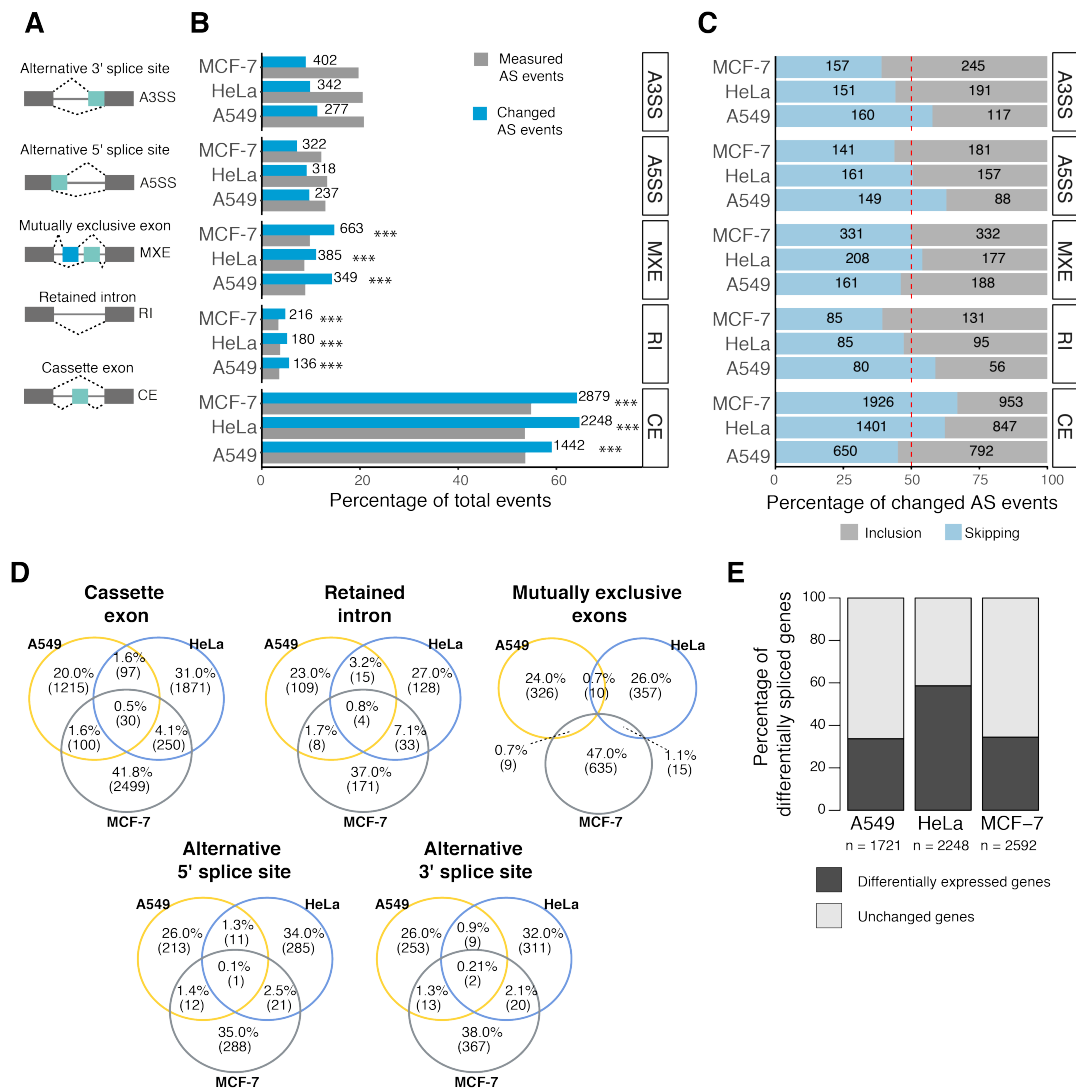 A
Alternative 3' splice site
A3SS
Alternative 5' splice site
A5SS
Mutually exclusive exon
MXE
Retained intron
RI
Cassette exon
CE
B
Measured
AS events
Changed
AS events
MCF-7 402
HeLa 342
A549 277
A3SS
MCF-7 322
HeLa 318
A549 237
A5SS
MCF-7 663 ***
HeLa 385 ***
A549 349 ***
MXE
MCF-7 216 ***
HeLa 180 ***
A549 136 ***
RI
MCF-7 2879 ***
HeLa 2248 ***
A549 1442 ***
CE
0 20 40 60
Percentage of total events
C
MCF-7 157 245
HeLa 151 191
A549 160 117
A3SS
MCF-7 141 181
HeLa 161 157
A549 149 88
A5SS
MCF-7 331 332
HeLa 208 177
A549 161 188
MXE
MCF-7 85 131
HeLa 85 95
A549 80 56
RI
MCF-7 1926 953
HeLa 1401 847
A549 650 792
CE
0 25 50 75 100
Percentage of changed AS events
Inclusion Skipping
D
Cassette
exon
A549
HeLa
20.0%
(1215)
1.6%
(97)
31.0%
(1871)
0.5%
(30)
1.6%
(100)
4.1%
(250)
41.8%
(2499)
MCF-7
Retained
intron
A549
HeLa
23.0%
(109)
3.2%
(15)
27.0%
(128)
0.8%
(4)
1.7%
(8)
7.1%
(33)
37.0%
(171)
MCF-7
Mutually exclusive
exons
A549
HeLa
24.0%
(326)
0.7%
(10)
26.0%
(357)
0.7%
(9)
47.0%
(635)
1.1%
(15)
MCF-7
Alternative
5' splice site
A549
HeLa
26.0%
(213)
1.3%
(11)
34.0%
(285)
0.1%
(1)
1.4%
(12)
2.5%
(21)
35.0%
(288)
MCF-7
Alternative
3' splice site
A549
HeLa
26.0%
(253)
0.9%
(9)
32.0%
(311)
0.21%
(2)
1.3%
(13)
2.1%
(20)
38.0%
(367)
MCF-7
E
Percentage of
differentially spliced genes
100
80
60
40
20
0
A549 HeLa MCF−7
n = 1721 n = 2248 n = 2592
Differentially expressed genes
Unchanged genes